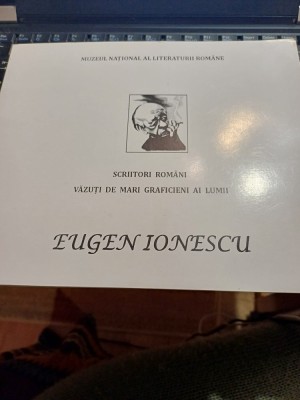 MUZEUL NAȚIONAL AL LITERATURII ROMÂNE
SCRIITORI ROMÂNI
VĂZUȚI DE MARI GRAFICIENI AI LUMII
EUGEN IONESCU